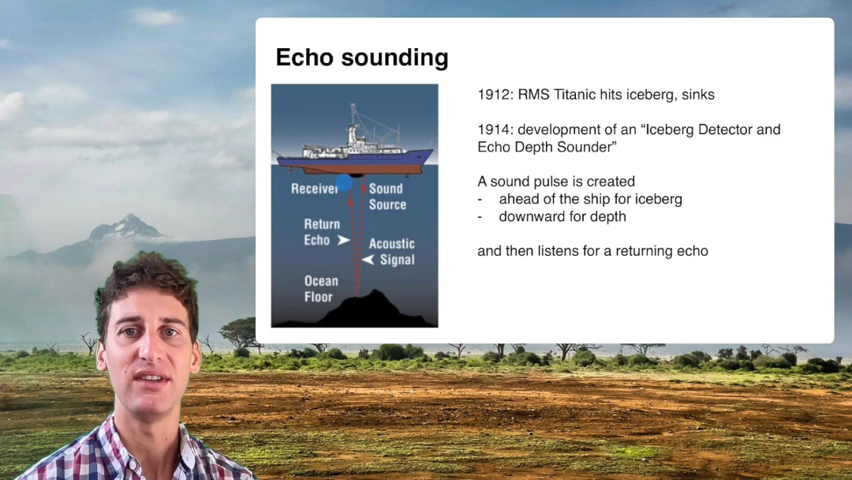 Echo sounding
Receiver
Sound
Source
Return
Echo
Acoustic
Signal
Ocean
Floor
1912: RMS Titanic hits iceberg, sinks
1914: development of an “Iceberg Detector and
Echo Depth Sounder”
A sound pulse is created
- ahead of the ship for iceberg
- downward for depth
and then listens for a returning echo